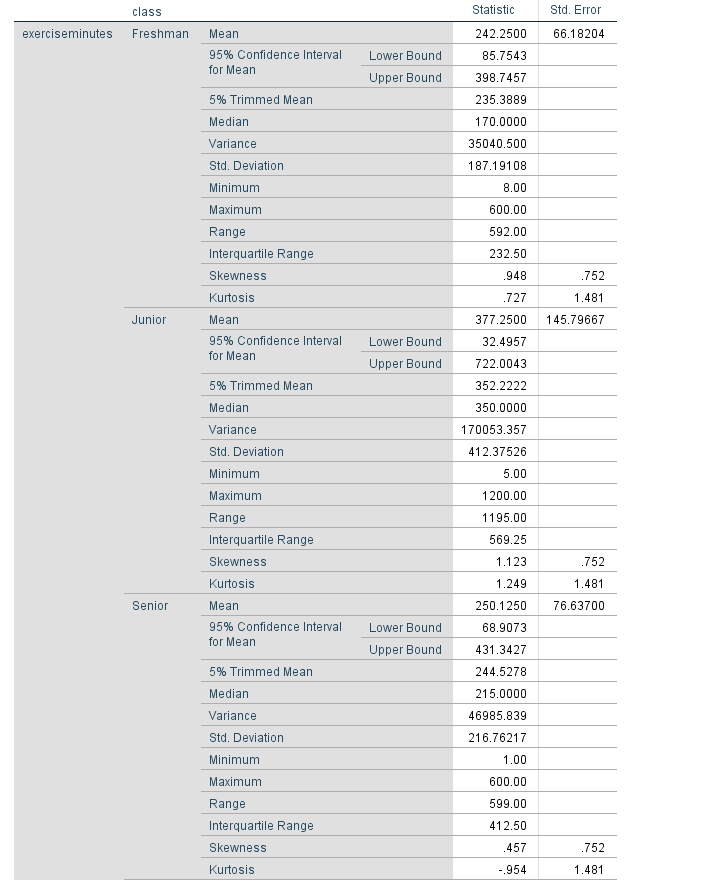 class Statistic Std. Error
exerciseminutes Freshman Mean 242.2500 66.18204
95% Confidence Interval for Mean Lower Bound 85.7543
Upper Bound 398.7457
5% Trimmed Mean 235.3889
Median 170.0000
Variance 35040.500
Std. Deviation 187.19108
Minimum 8.00
Maximum 600.00
Range 592.00
Interquartile Range 232.50
Skewness .948 .752
Kurtosis .727 1.481
Junior Mean 377.2500 145.79667
95% Confidence Interval for Mean Lower Bound 32.4957
Upper Bound 722.0043
5% Trimmed Mean 352.2222
Median 350.0000
Variance 170053.357
Std. Deviation 412.37526
Minimum 5.00
Maximum 1200.00
Range 1195.00
Interquartile Range 569.25
Skewness 1.123 .752
Kurtosis 1.249 1.481
Senior Mean 250.1250 76.63700
95% Confidence Interval for Mean Lower Bound 68.9073
Upper Bound 431.3427
5% Trimmed Mean 244.5278
Median 215.0000
Variance 46985.839
Std. Deviation 216.76217
Minimum 1.00
Maximum 600.00
Range 599.00
Interquartile Range 412.50
Skewness .457 .752
Kurtosis -.954 1.481